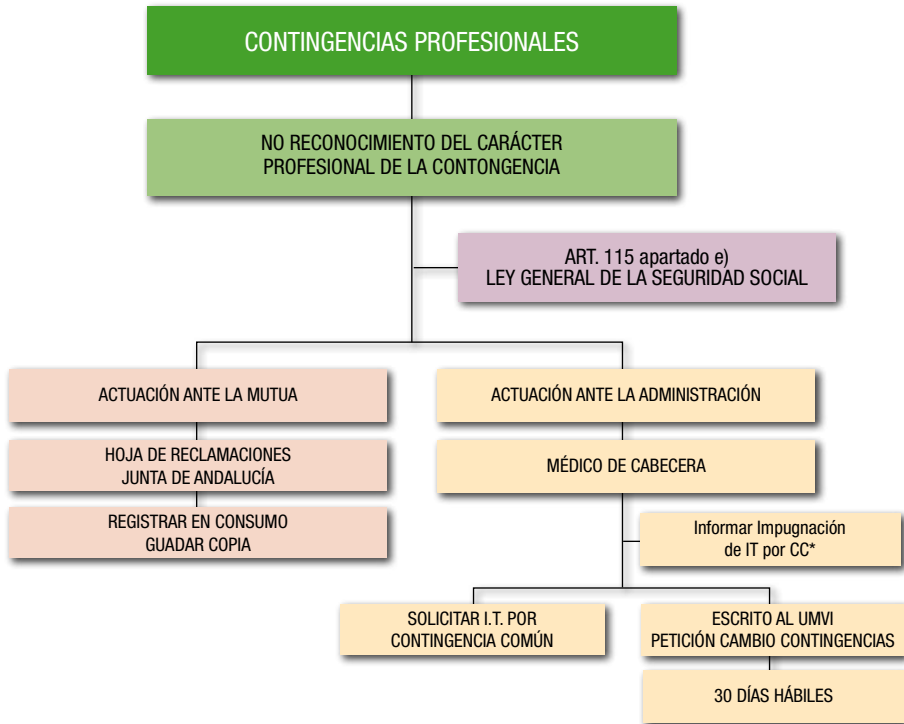 CONTINGENCIAS PROFESIONALES
NO RECONOCIMIENTO DEL CARÁCTER
PROFESIONAL DE LA CONTONGENCIA
ART. 115 apartado e)
LEY GENERAL DE LA SEGURIDAD SOCIAL
ACTUACIÓN ANTE LA MUTUA
HOJA DE RECLAMACIONES
JUNTA DE ANDALUCÍA
REGISTRAR EN CONSUMO
GUADAR COPIA
ACTUACIÓN ANTE LA ADMINISTRACIÓN
MÉDICO DE CABECERA
Informar Impugnación
de IT por CC*
SOLICITAR I.T. POR
CONTINGENCIA COMÚN
ESCRITO AL UMVI
PETICIÓN CAMBIO CONTINGENCIAS
30 DÍAS HÁBILES